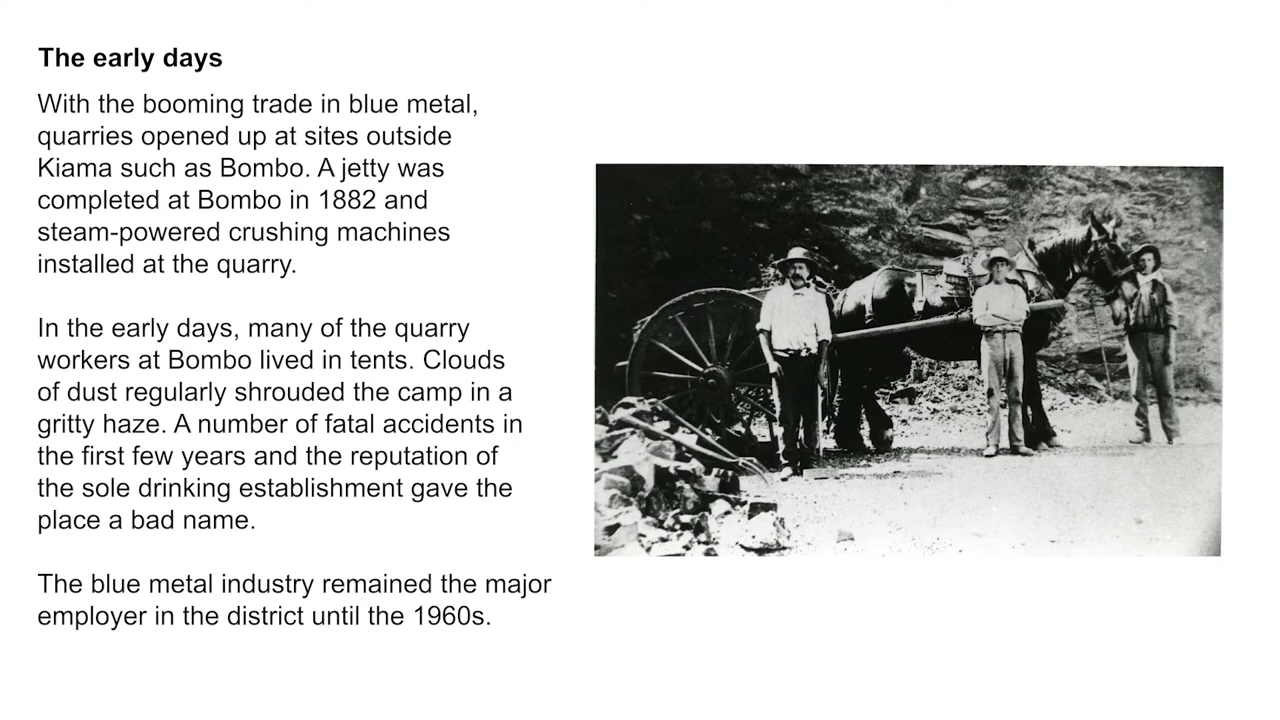 The early days
With the booming trade in blue metal,
quarries opened up at sites outside
Kiama such as Bombo. A jetty was
completed at Bombo in 1882 and
steam-powered crushing machines
installed at the quarry.
In the early days, many of the quarry
workers at Bombo lived in tents. Clouds
of dust regularly shrouded the camp in a
gritty haze. A number of fatal accidents in
the first few years and the reputation of
the sole drinking establishment gave the
place a bad name.
The blue metal industry remained the major
employer in the district until the 1960s.